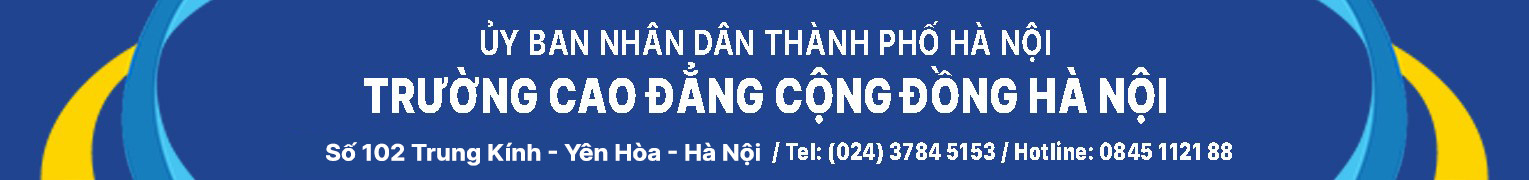 ỦY BAN NHÂN DÂN THÀNH PHỐ HÀ NỘI
TRƯỜNG CAO ĐẲNG CỘNG ĐỒNG HÀ NỘI
Số 102 Trung Kính - Yên Hòa - Hà Nội / Tel: (024) 3784 5153 / Hotline: 0845 1121 88